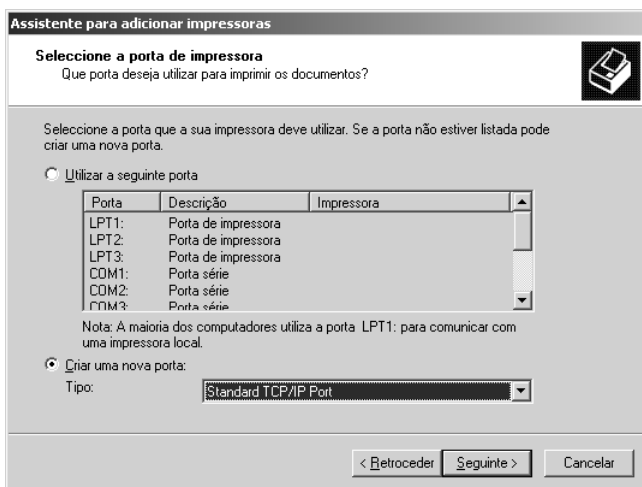 Assistente para adicionar impressoras
Seleccione a porta de impressora
Que porta deseja utilizar para imprimir os documentos?
Seleccione a porta que a sua impressora deve utilizar. Se a porta não estiver listada pode
criar uma nova porta.
Utilizar a seguinte porta
Porta Descrição Impressora
LPT1: Porta de impressora
LPT2: Porta de impressora
LPT3: Porta de impressora
COM1: Porta série
COM2: Porta série
COM3: Porta série
Nota: A maioria dos computadores utiliza a porta LPT1: para comunicar com
uma impressora local.
Criar uma nova porta:
Tipo: Standard TCP/IP Port
< Retroceder Seguinte > Cancelar